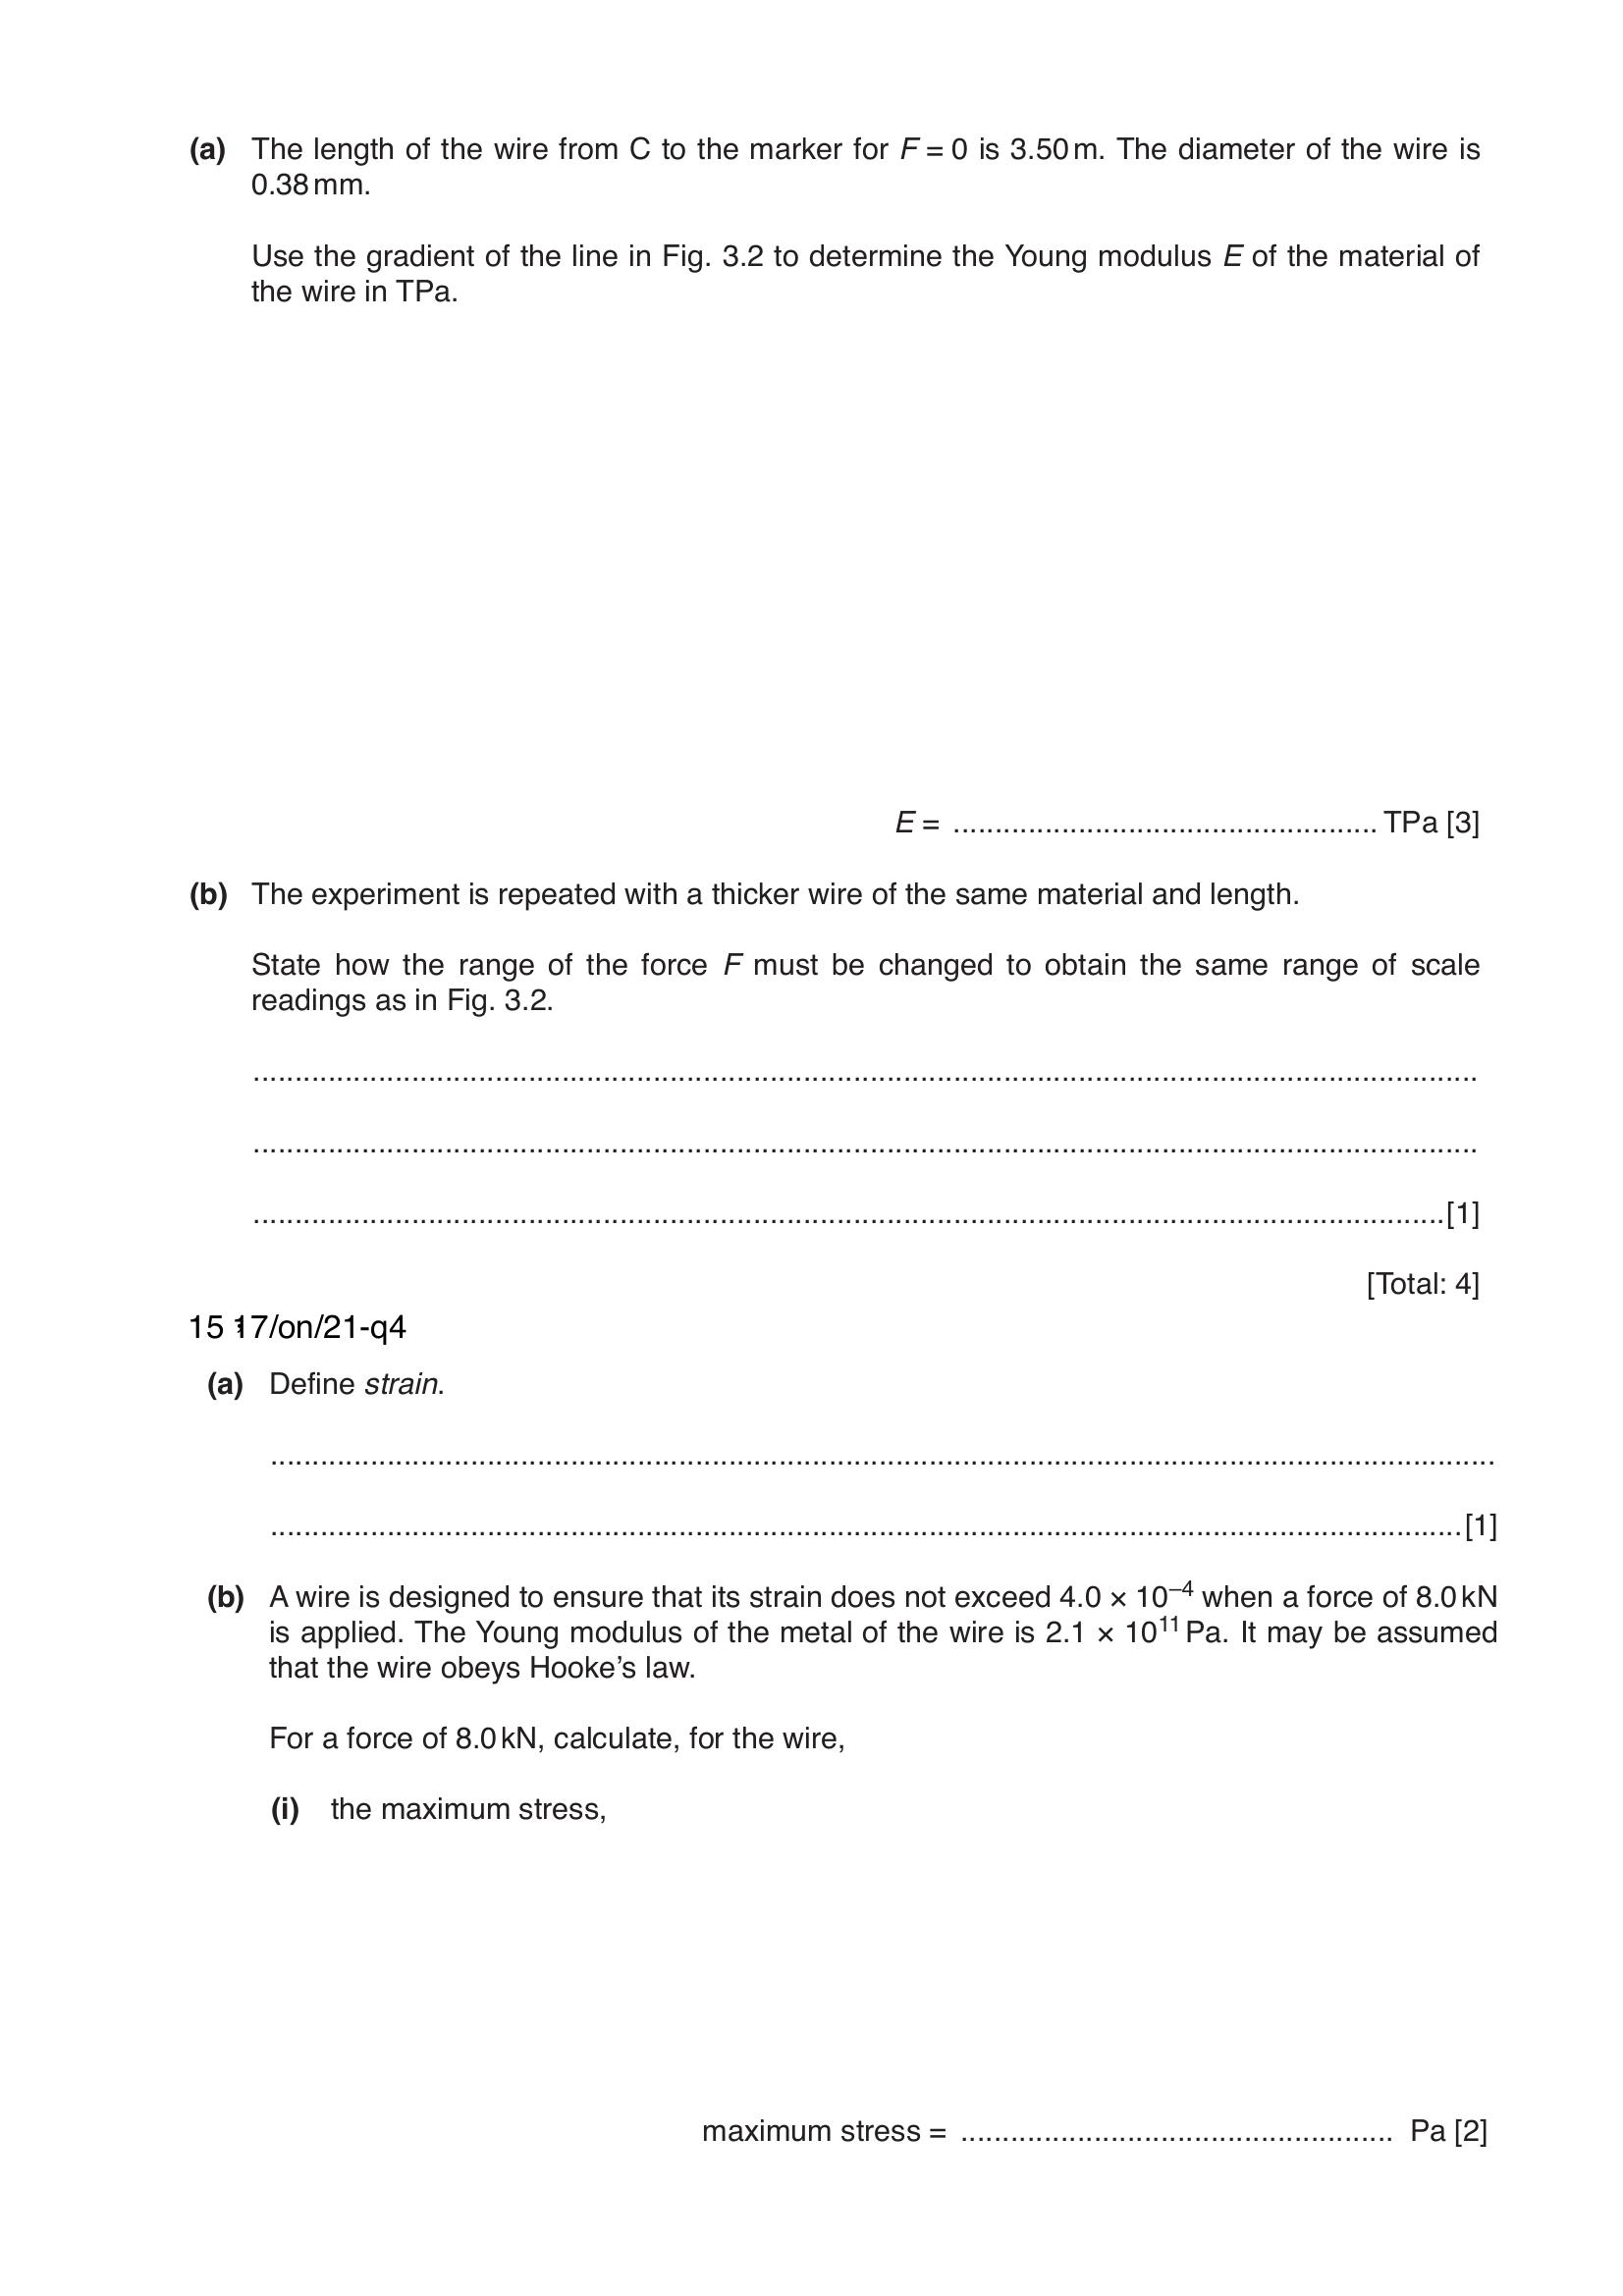 (a) The length of the wire from C to the marker for F = 0 is 3.50 m. The diameter of the wire is
0.38 mm.
Use the gradient of the line in Fig. 3.2 to determine the Young modulus E of the material of
the wire in TPa.
E = .................................................. TPa [3]
(b) The experiment is repeated with a thicker wire of the same material and length.
State how the range of the force F must be changed to obtain the same range of scale
readings as in Fig. 3.2.
..........................................................................................................................................
..........................................................................................................................................
......................................................................................................................................[1]
[Total: 4]
15 17/on/21-q4
(a) Define strain.
..........................................................................................................................................
......................................................................................................................................[1]
(b) A wire is designed to ensure that its strain does not exceed 4.0 × 10⁻⁴ when a force of 8.0 kN
is applied. The Young modulus of the metal of the wire is 2.1 × 10¹¹ Pa. It may be assumed
that the wire obeys Hooke’s law.
For a force of 8.0 kN, calculate, for the wire,
(i) the maximum stress,
maximum stress = ................................................... Pa [2]